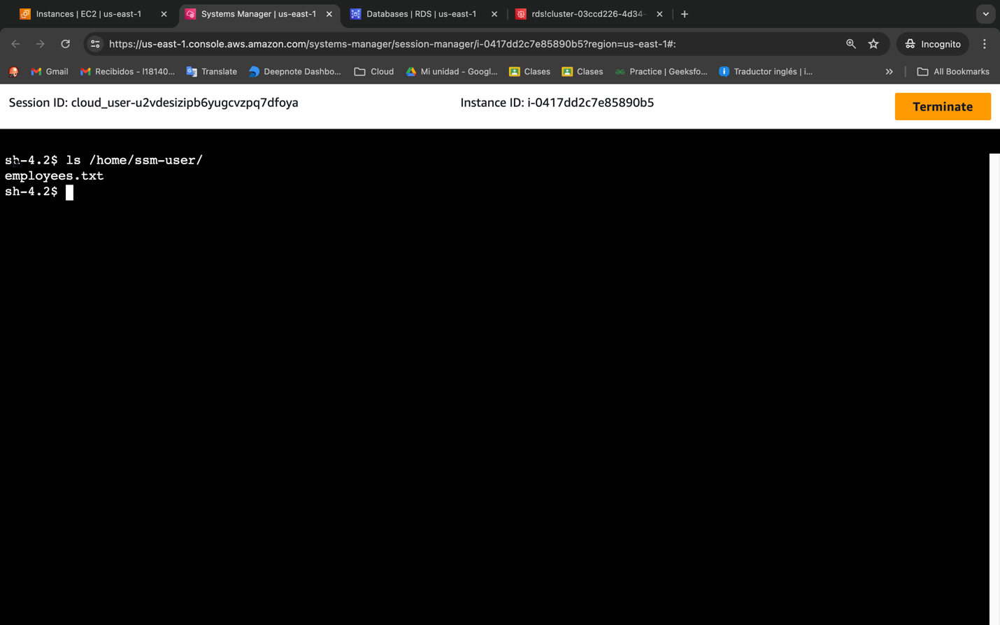 Instances | EC2 | us-east-1
Systems Manager | us-east-1
Databases | RDS | us-east-1
rds!cluster-03ccd226-4d34-
https://us-east-1.console.aws.amazon.com/systems-manager/session-manager/i-0417dd2c7e85890b5?region=us-east-1#:
Incognito
Gmail
Recibidos - l18140...
Translate
Deepnote Dashbo...
Cloud
Mi unidad - Googl...
Clases
Clases
Practice | Geeksfo...
Traductor inglés | i...
All Bookmarks
Session ID: cloud_user-u2vdesizipb6yugcvzpq7dfoya
Instance ID: i-0417dd2c7e85890b5
Terminate
sh-4.2$ ls /home/ssm-user/
employees.txt
sh-4.2$